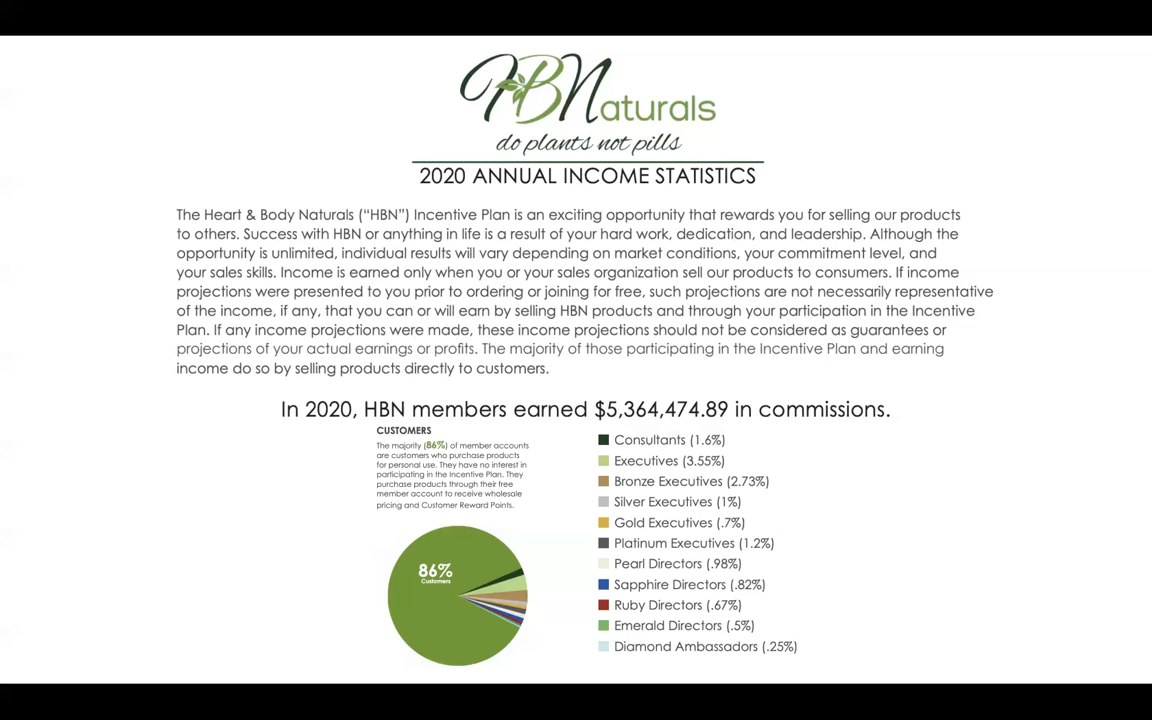 HBNaturals
do plants not pills
2020 ANNUAL INCOME STATISTICS
The Heart & Body Naturals (“HBN”) Incentive Plan is an exciting opportunity that rewards you for selling our products
to others. Success with HBN or anything in life is a result of your hard work, dedication, and leadership. Although the
opportunity is unlimited, individual results will vary depending on market conditions, your commitment level, and
your sales skills. Income is earned only when you or your sales organization sell our products to consumers. If income
projections were presented to you prior to ordering or joining for free, such projections are not necessarily representative
of the income, if any, that you can or will earn by selling HBN products and through your participation in the Incentive
Plan. If any income projections were made, these income projections should not be considered as guarantees or
projections of your actual earnings or profits. The majority of those participating in the Incentive Plan and earning
income do so by selling products directly to customers.
In 2020, HBN members earned $5,364,474.89 in commissions.
CUSTOMERS
The majority (86%) of member accounts
are customers who purchase products
for personal use. They have no interest in
participating in the Incentive Plan. They
purchase products through their free
member account to receive wholesale
pricing and Customer Reward Points.
86%
Customers
Consultants (1.6%)
Executives (3.55%)
Bronze Executives (2.73%)
Silver Executives (1%)
Gold Executives (.7%)
Platinum Executives (1.2%)
Pearl Directors (.98%)
Sapphire Directors (.82%)
Ruby Directors (.67%)
Emerald Directors (.5%)
Diamond Ambassadors (.25%)